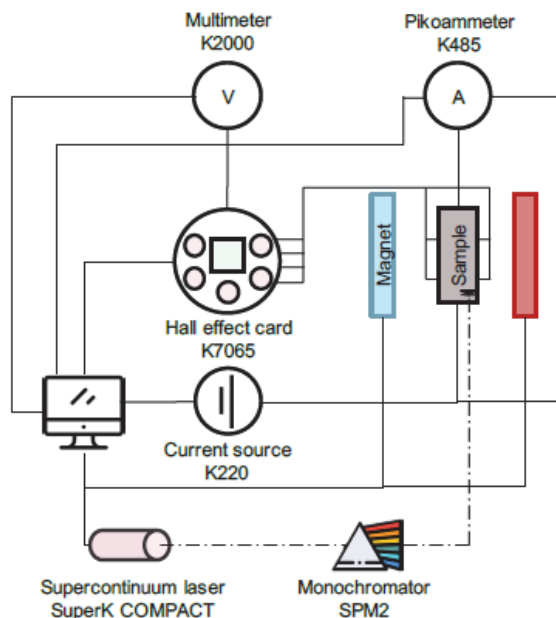 Multimeter
K2000
Pikoammeter
K485
V
A
Magnet
Sample
Hall effect card
K7065
Current source
K220
Supercontinuum laser
SuperK COMPACT
Monochromator
SPM2